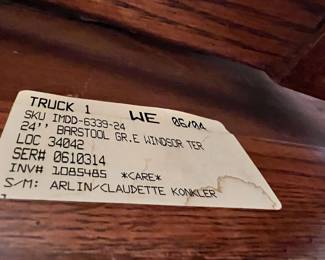 TRUCK 1 WE 06/04
SKU IMDD-6339-24
24'' BARSTOOL GR.E WINDSOR TER
LOC 34042
SER# 0610314
INV# 1085485 *CARE*
S/M: ARLIN/CLAUDETTE KONKLER